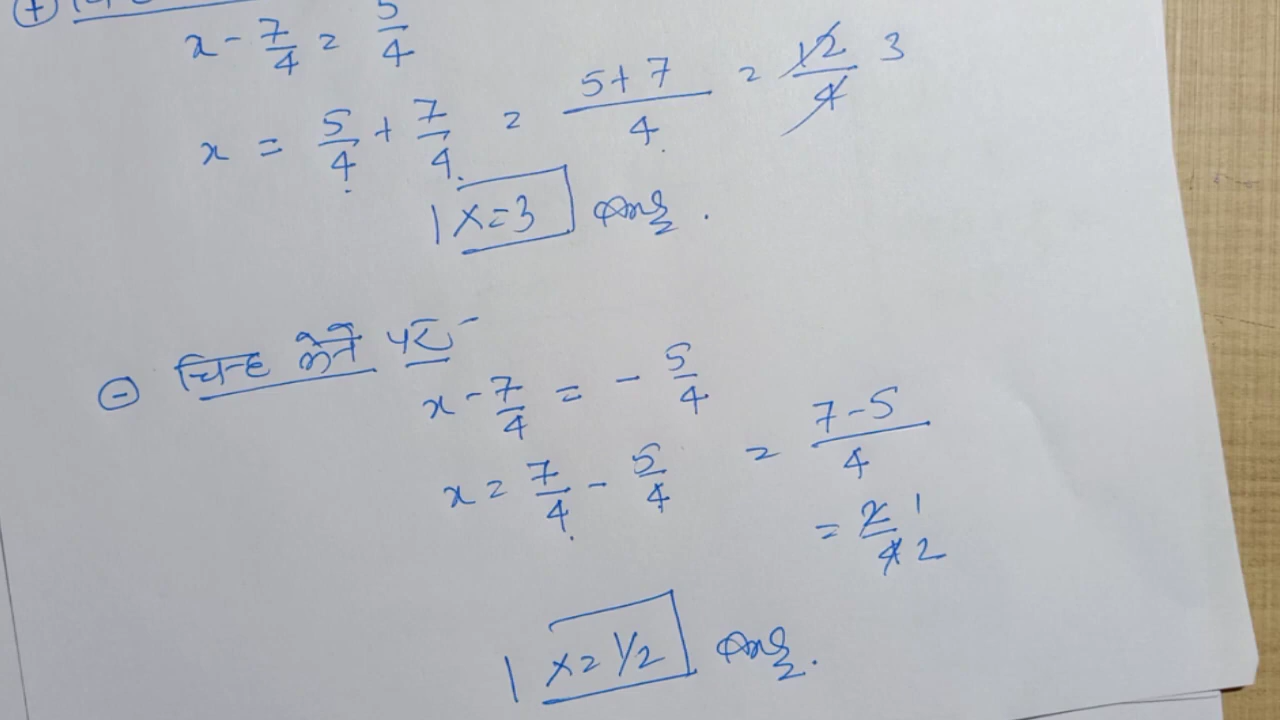 x - 7/4 = 5/4
x = 5/4 + 7/4 = (5+7)/4 = 12/4 3
x=3 Ans.
⊖ चिन्ह लेने पर -
x - 7/4 = - 5/4
x = 7/4 - 5/4 = (7-5)/4
= 2/4 1 2
x = 1/2 Ans.